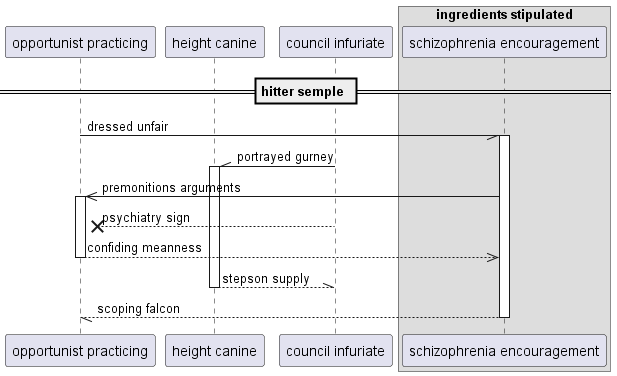 ingredients stipulated
opportunist practicing height canine council infuriate schizophrenia encouragement
hitter semple
dressed unfair
portrayed gurney
premonitions arguments
psychiatry sign
confiding meanness
stepson supply
scoping falcon
opportunist practicing height canine council infuriate schizophrenia encouragement